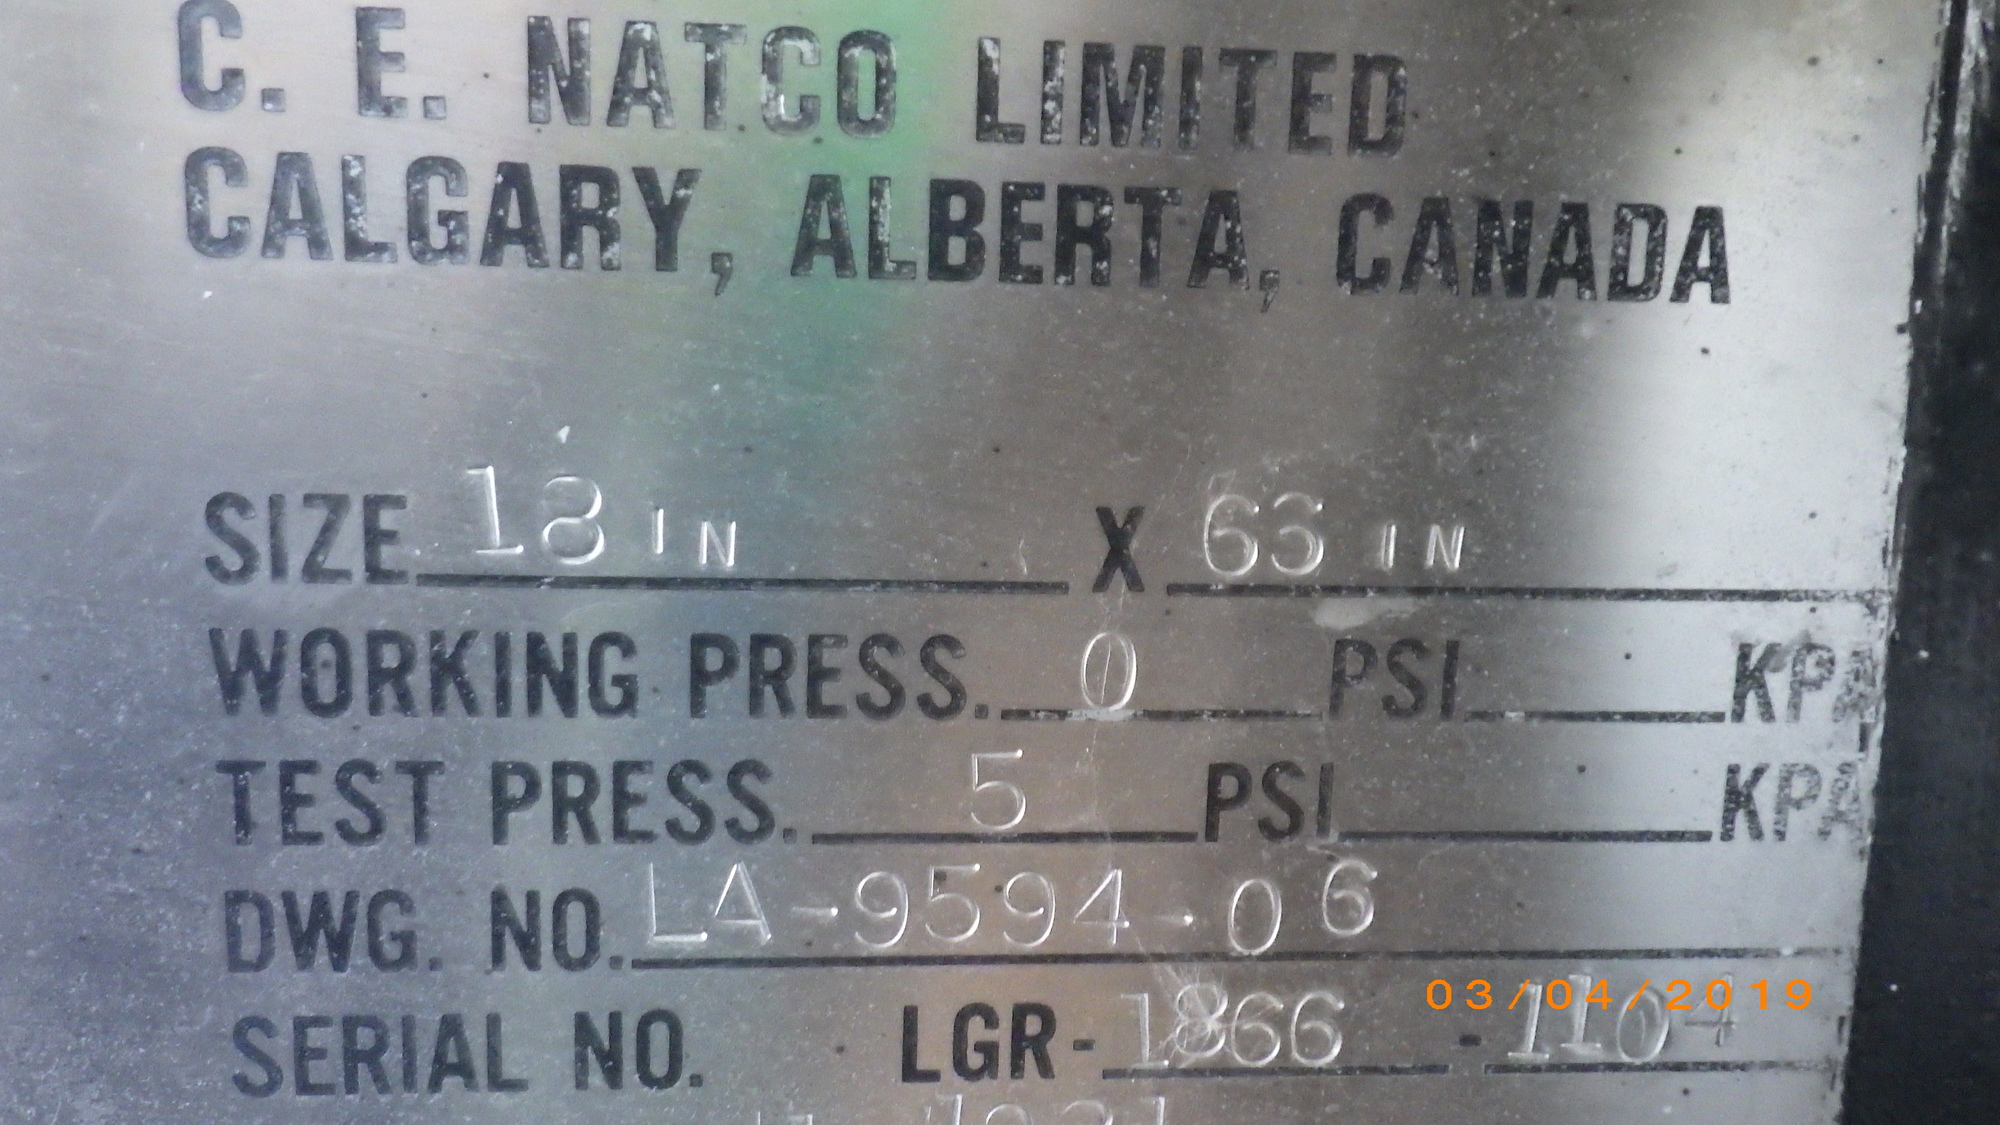 C. E. NATCO LIMITED
CALGARY, ALBERTA, CANADA
SIZE 18 IN X 63 IN
WORKING PRESS. 0 PSI KPA
TEST PRESS. 5 PSI KPA
DWG. NO. LA-9594-06
SERIAL NO. LGR-1866 -1104
03/04/2019